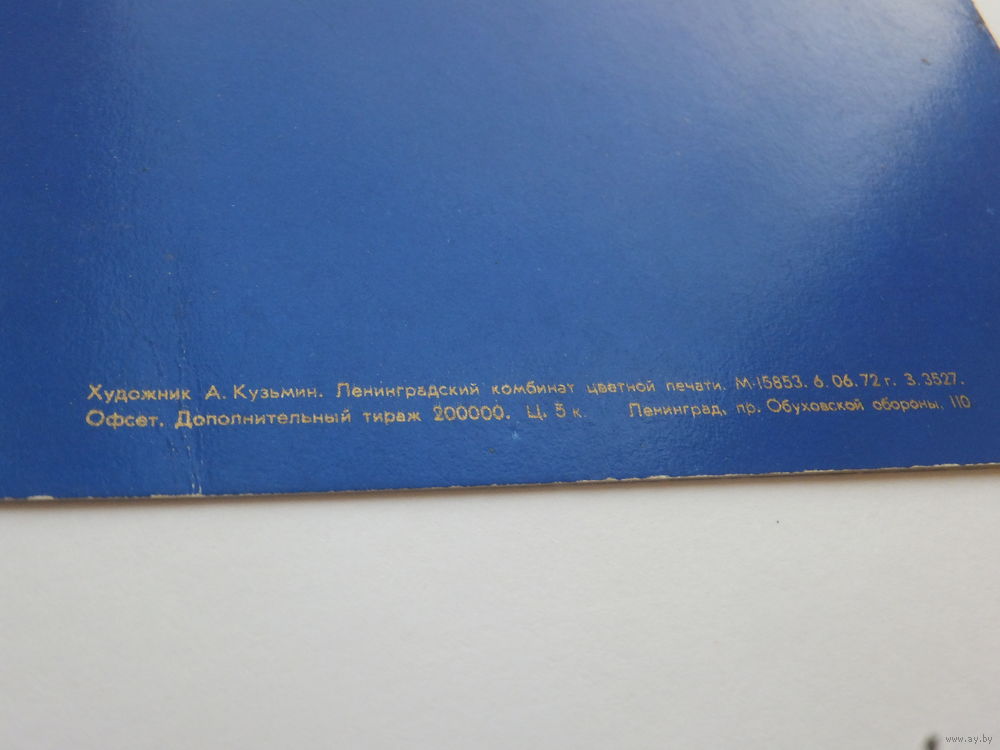 Художник А. Кузьмин. Ленинградский комбинат цветной печати. М-15853. 6.06.72 г. З.3527.
Офсет. Дополнительный тираж 200000. Ц. 5 к. Ленинград, пр. Обуховской обороны, 110
www.ay.by